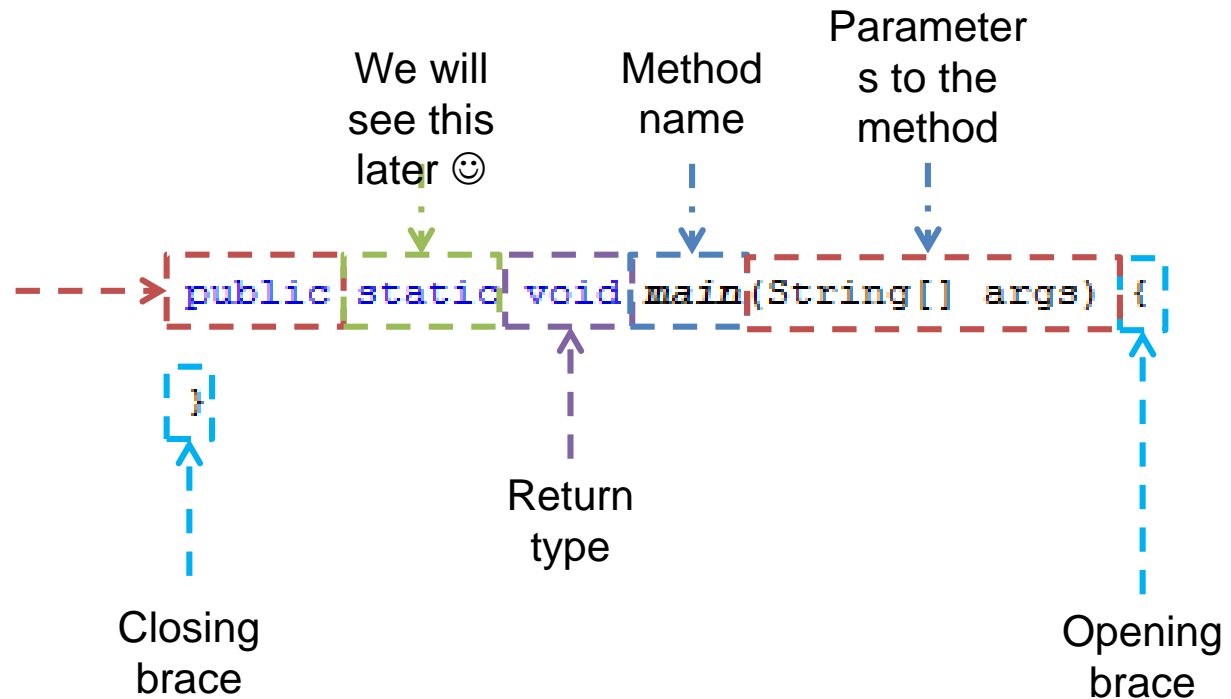 We will
see this
later ☺
Method
name
Parameter
s to the
method
public static void main(String[] args) {
}
Return
type
Closing
brace
Opening
brace